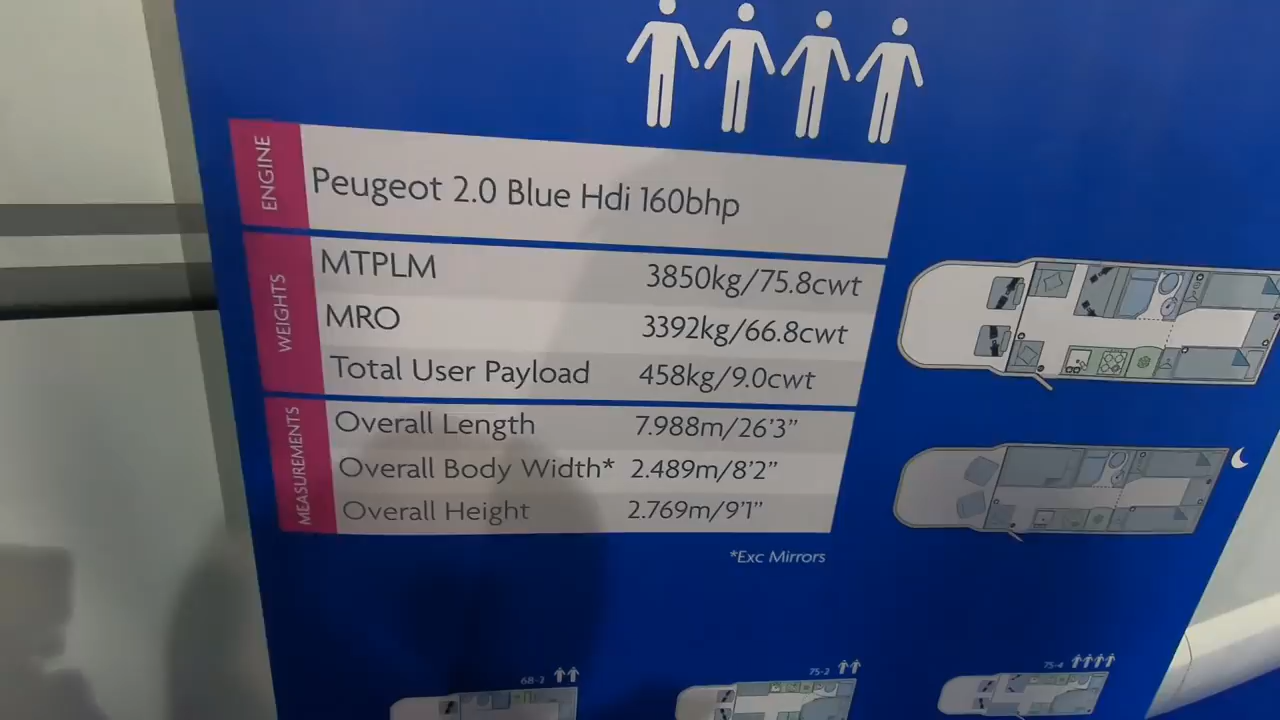 ENGINE
Peugeot 2.0 Blue Hdi 160bhp
WEIGHTS
MTPLM 3850kg/75.8cwt
MRO 3392kg/66.8cwt
Total User Payload 458kg/9.0cwt
MEASUREMENTS
Overall Length 7.988m/26'3"
Overall Body Width* 2.489m/8'2"
Overall Height 2.769m/9'1"
*Exc Mirrors
68-2
75-2
75-4